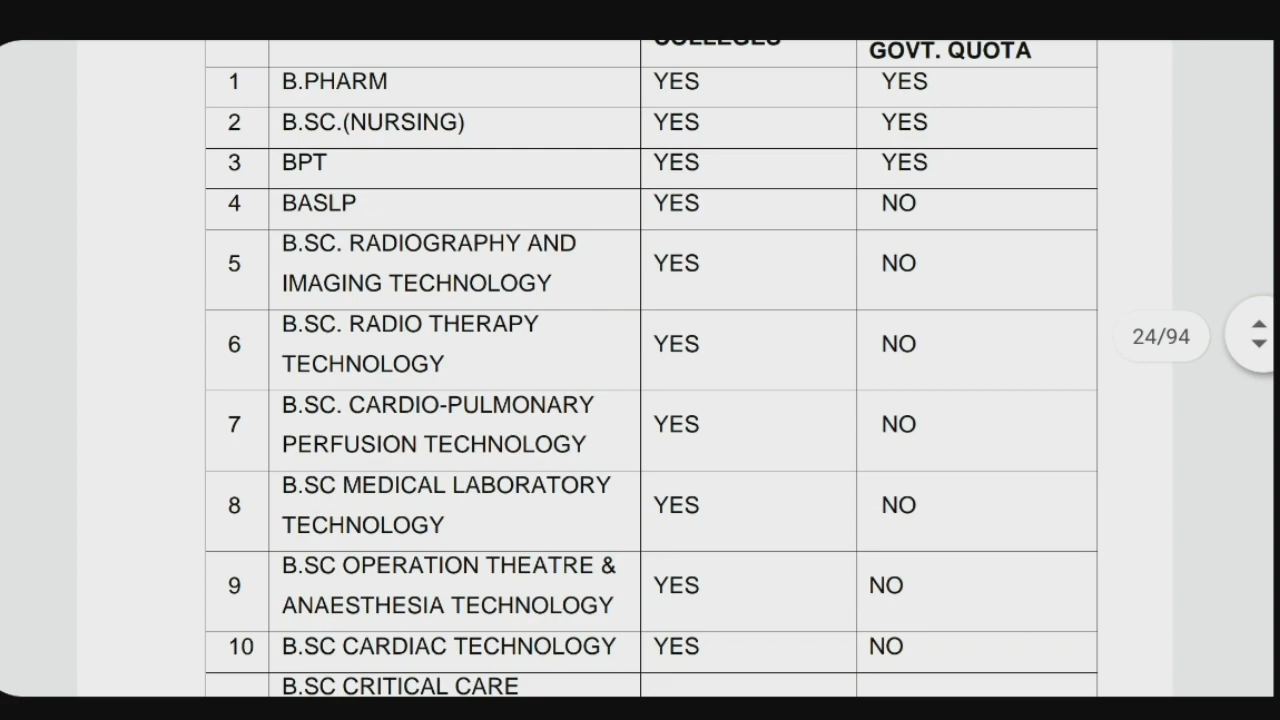 COLLEGES
GOVT. QUOTA
1 B.PHARM YES YES
2 B.SC.(NURSING) YES YES
3 BPT YES YES
4 BASLP YES NO
5 B.SC. RADIOGRAPHY AND IMAGING TECHNOLOGY YES NO
6 B.SC. RADIO THERAPY TECHNOLOGY YES NO
7 B.SC. CARDIO-PULMONARY PERFUSION TECHNOLOGY YES NO
8 B.SC MEDICAL LABORATORY TECHNOLOGY YES NO
9 B.SC OPERATION THEATRE & ANAESTHESIA TECHNOLOGY YES NO
10 B.SC CARDIAC TECHNOLOGY YES NO
B.SC CRITICAL CARE
24/94